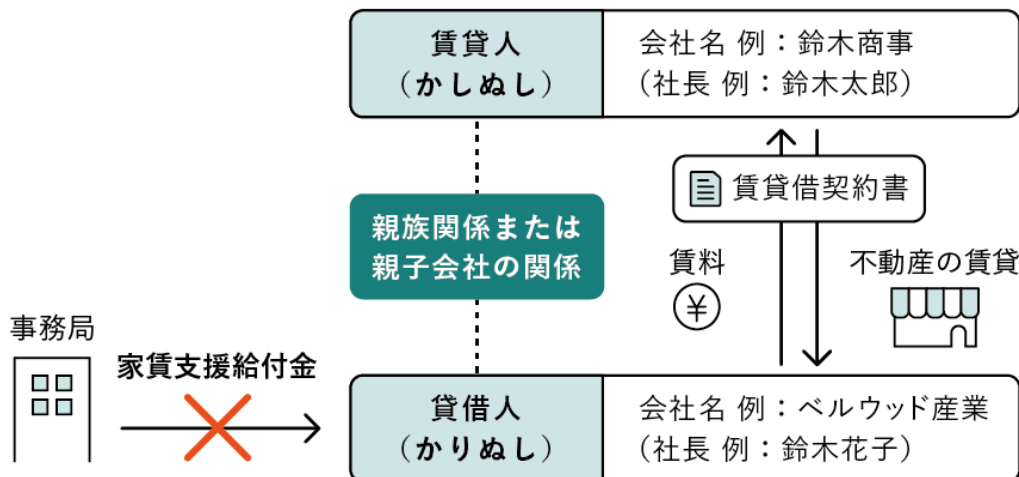 賃貸人
（かしぬし）
会社名 例：鈴木商事
（社長 例：鈴木太郎）
賃貸借契約書
親族関係または
親子会社の関係
賃料
¥
不動産の賃貸
事務局
家賃支援給付金
貸借人
（かりぬし）
会社名 例：ベルウッド産業
（社長 例：鈴木花子）